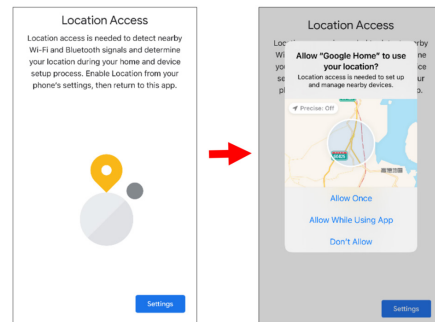 Location Access
Location access is needed to detect nearby
Wi-Fi and Bluetooth signals and determine
your location during your home and device
setup process. Enable Location from your
phone's settings, then return to this app.
Settings
Location Access
Allow "Google Home" to use
your location?
Location access is needed to set up
and manage nearby devices.
Precise: Off
Allow Once
Allow While Using App
Don't Allow
Settings